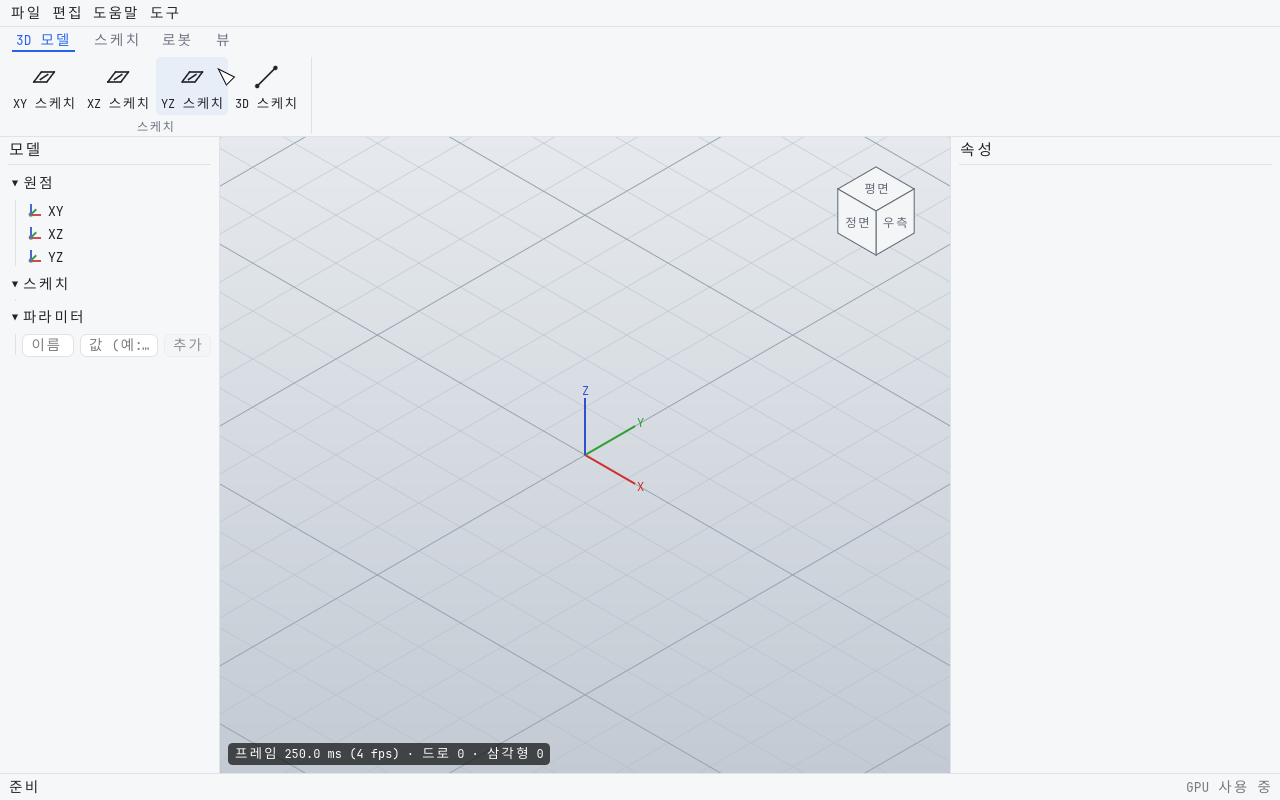 파일 편집 도움말 도구
3D 모델 스케치 로봇 뷰
XY 스케치 XZ 스케치 YZ 스케치 3D 스케치
스케치
모델
▼ 원점
XY
XZ
YZ
▼ 스케치
▼ 파라미터
이름 값 (예:… 추가
평면
정면 우측
Z
Y
X
프레임 250.0 ms (4 fps) · 드로 0 · 삼각형 0
속성
준비
GPU 사용 중